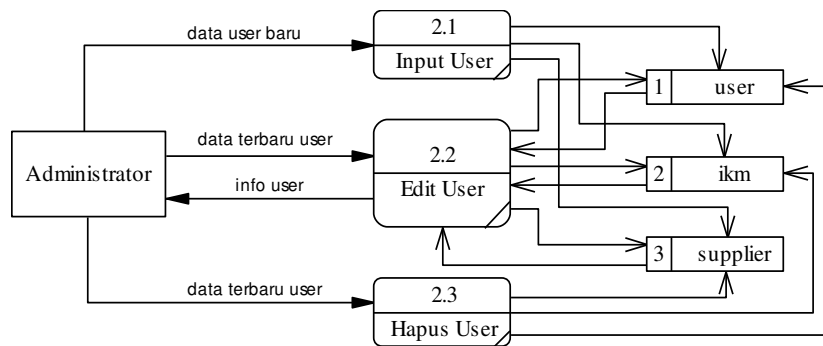 data user baru
2.1
Input User
1 user
data terbaru user
2.2
Administrator
Edit User
info user
2 ikm
3 supplier
data terbaru user
2.3
Hapus User